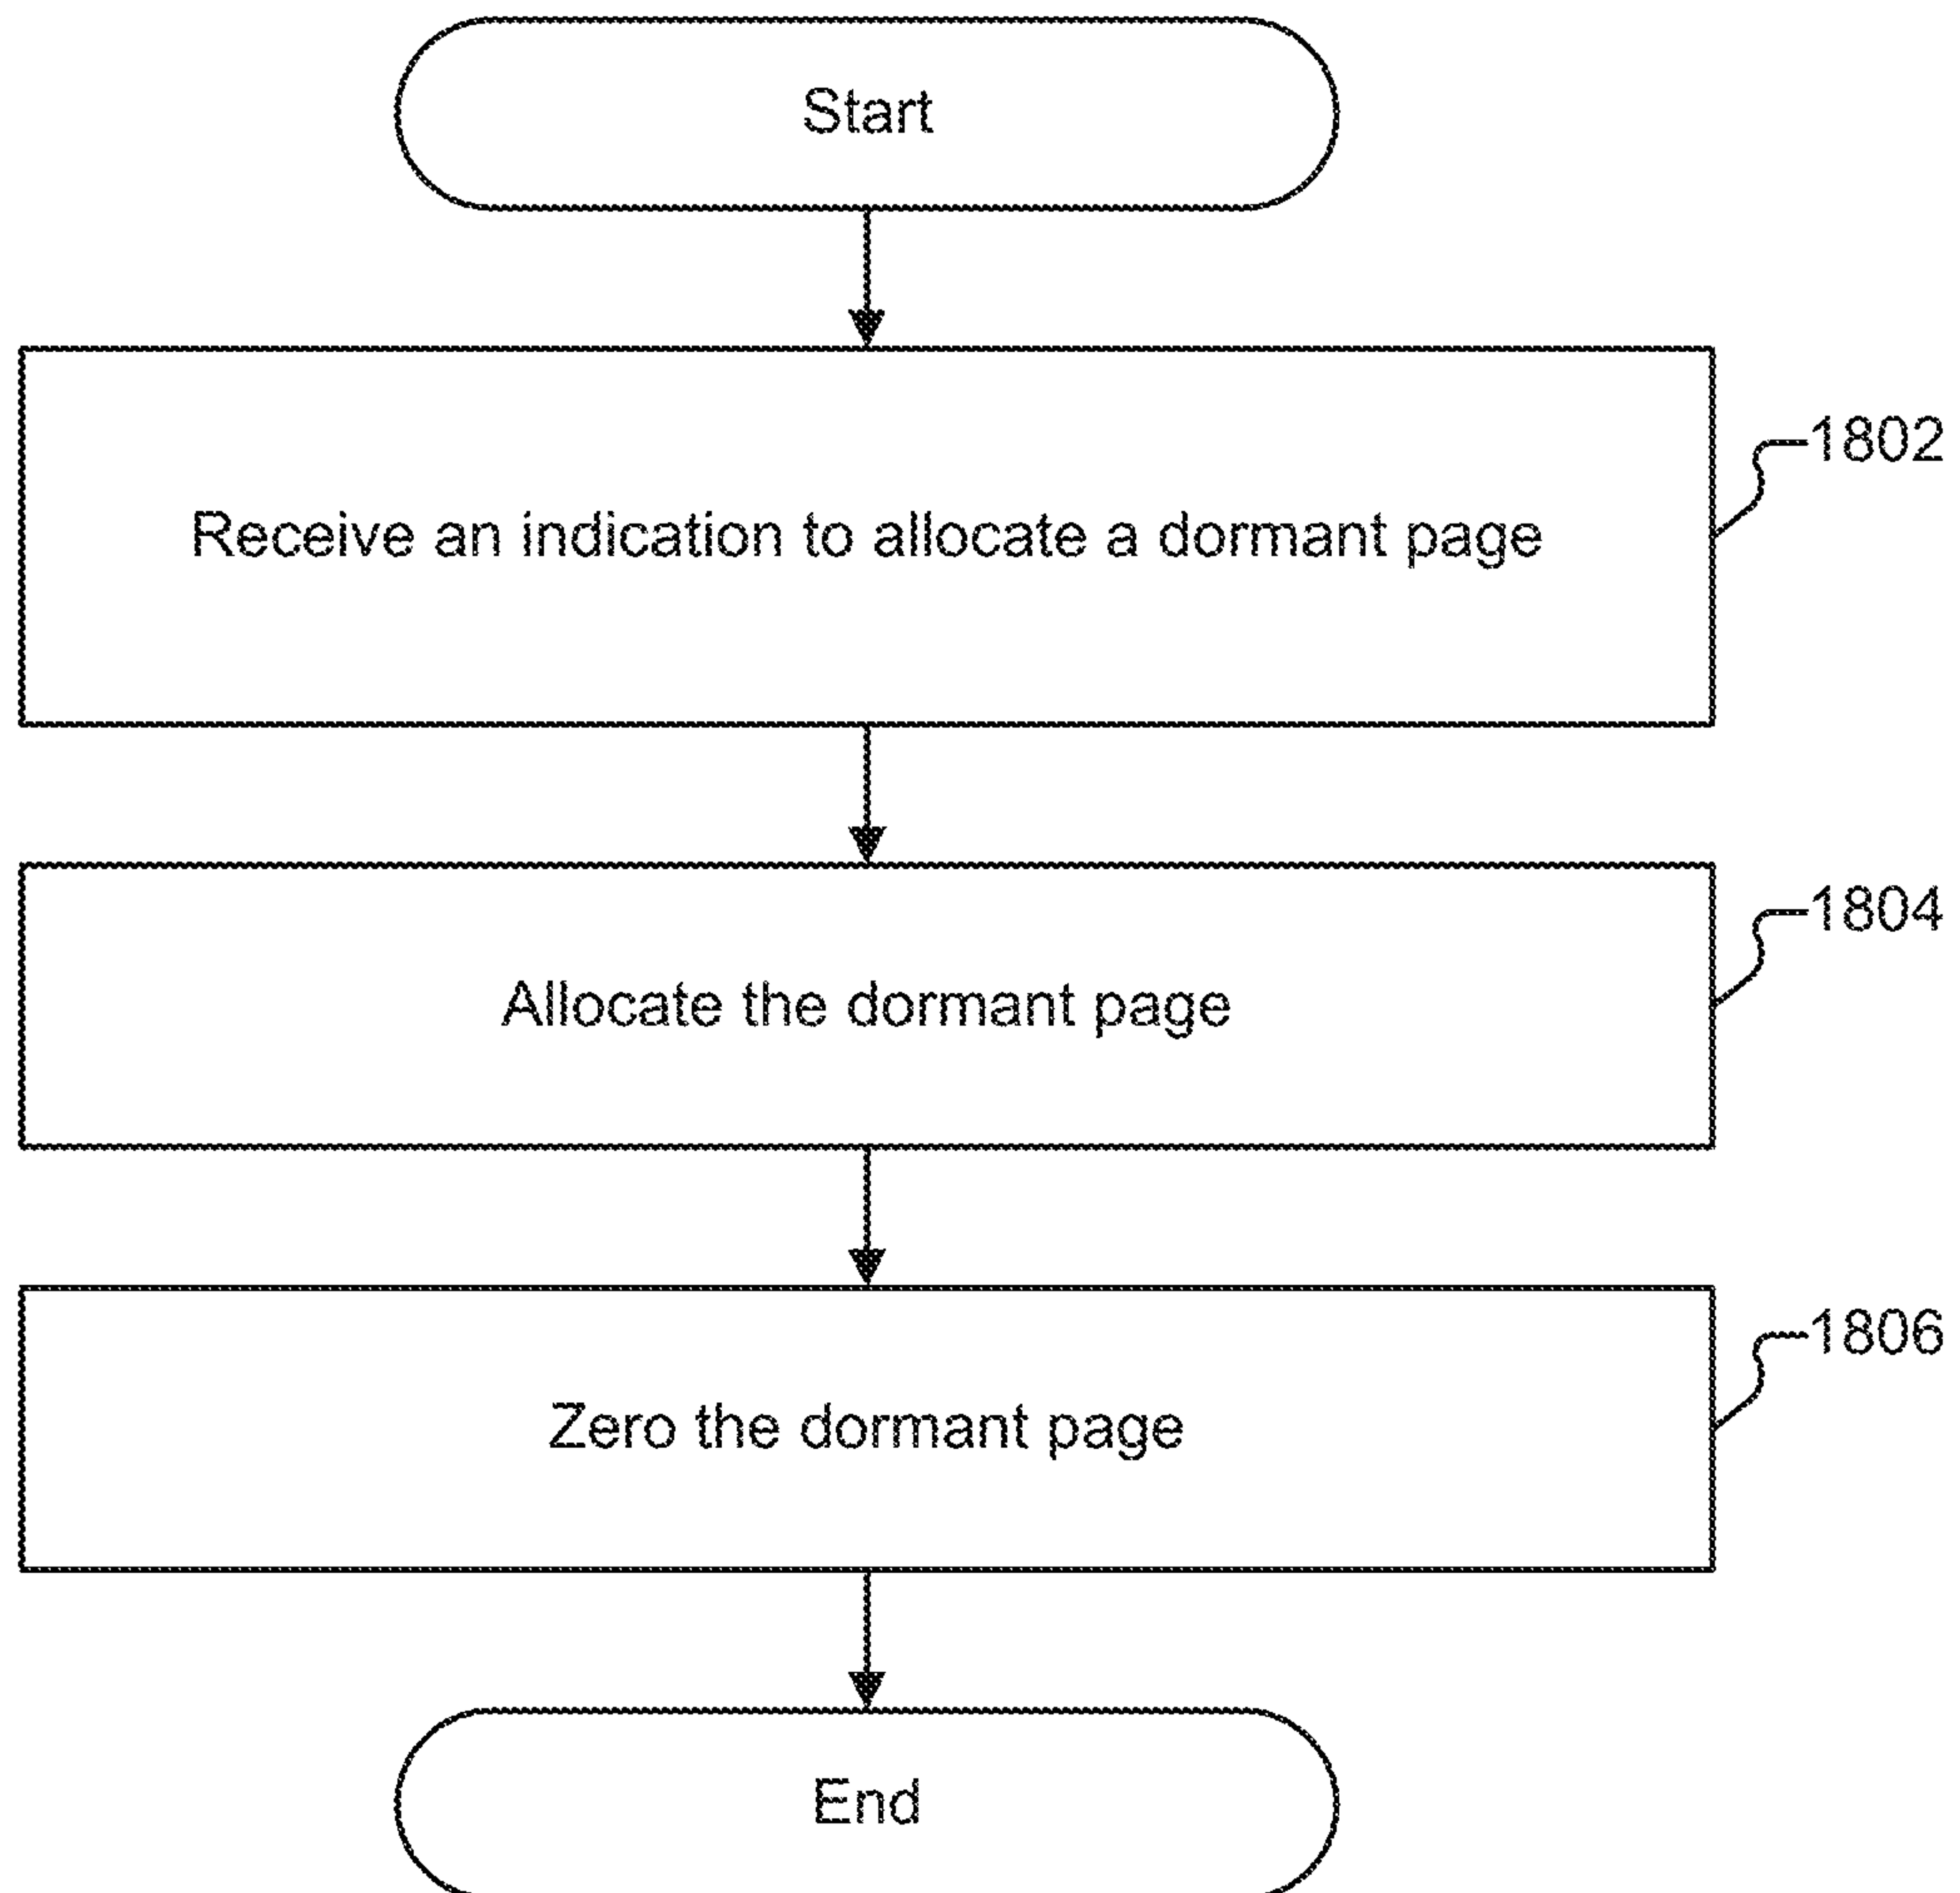 Start
Receive an indication to allocate a dormant page
1802
Allocate the dormant page
1804
Zero the dormant page
1806
End